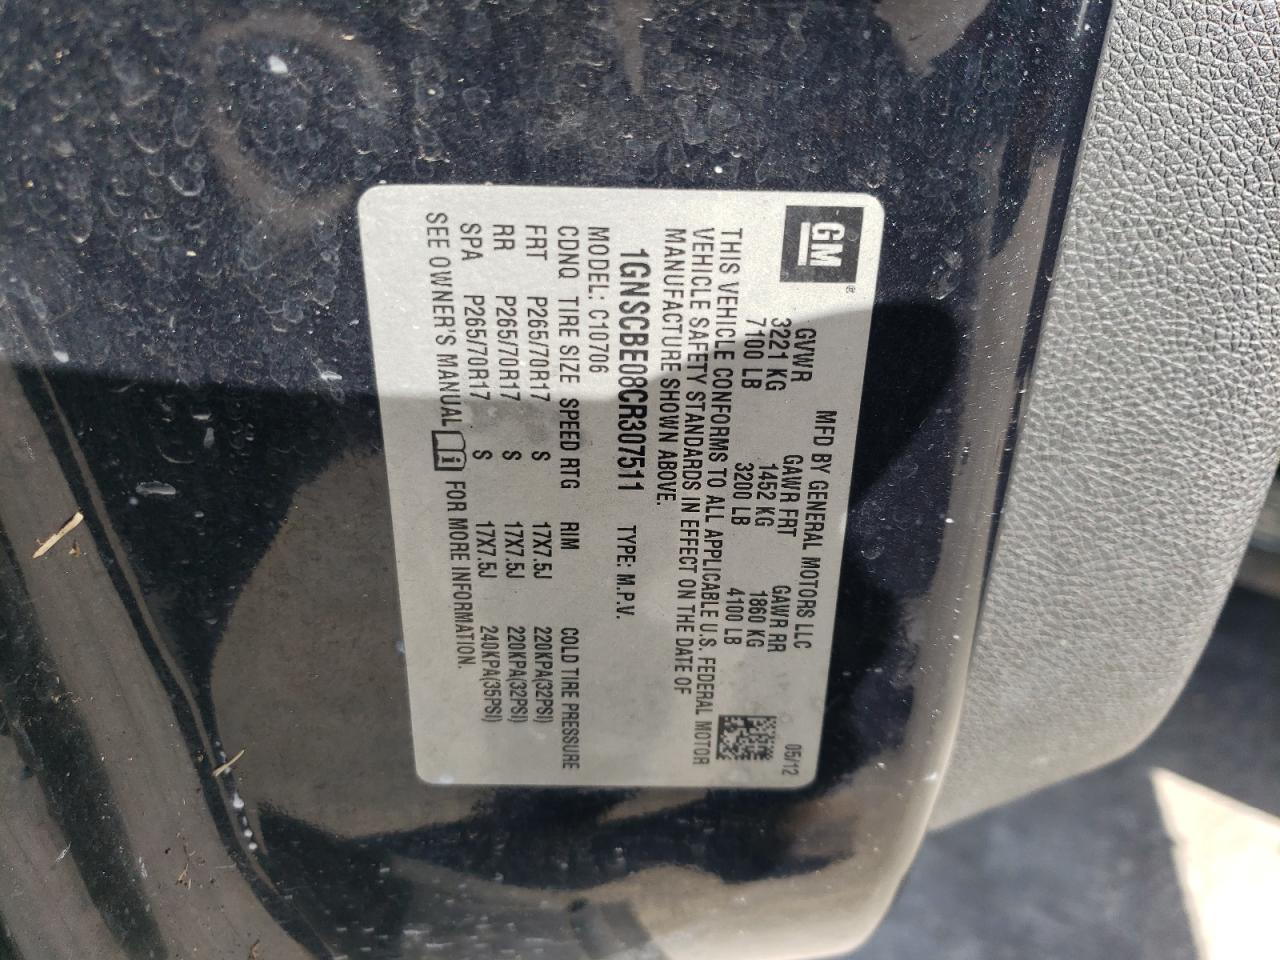 GM®
MFD BY GENERAL MOTORS LLC 05/12
GVWR GAWR FRT GAWR RR
3221 KG 1452 KG 1860 KG
7100 LB 3200 LB 4100 LB
THIS VEHICLE CONFORMS TO ALL APPLICABLE U.S. FEDERAL MOTOR
VEHICLE SAFETY STANDARDS IN EFFECT ON THE DATE OF
MANUFACTURE SHOWN ABOVE.
1GNSCBE08CR307511 TYPE: M.P.V.
MODEL: C10706
CDNQ TIRE SIZE SPEED RTG RIM COLD TIRE PRESSURE
FRT P265/70R17 S 17X7.5J 220KPA(32PSI)
RR P265/70R17 S 17X7.5J 220KPA(32PSI)
SPA P265/70R17 S 17X7.5J 240KPA(35PSI)
SEE OWNER'S MANUAL i FOR MORE INFORMATION.